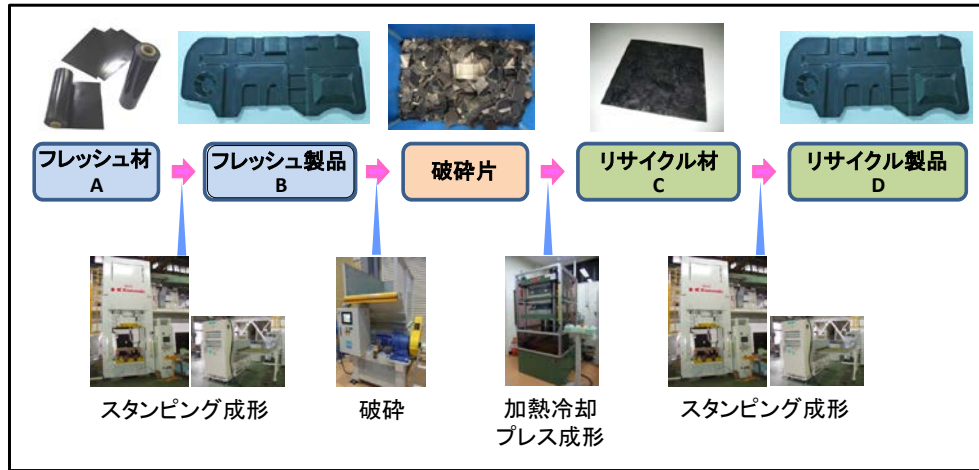 フレッシュ材
A
フレッシュ製品
B
破砕片
リサイクル材
C
リサイクル製品
D
スタンピング成形
破砕
加熱冷却
プレス成形
スタンピング成形